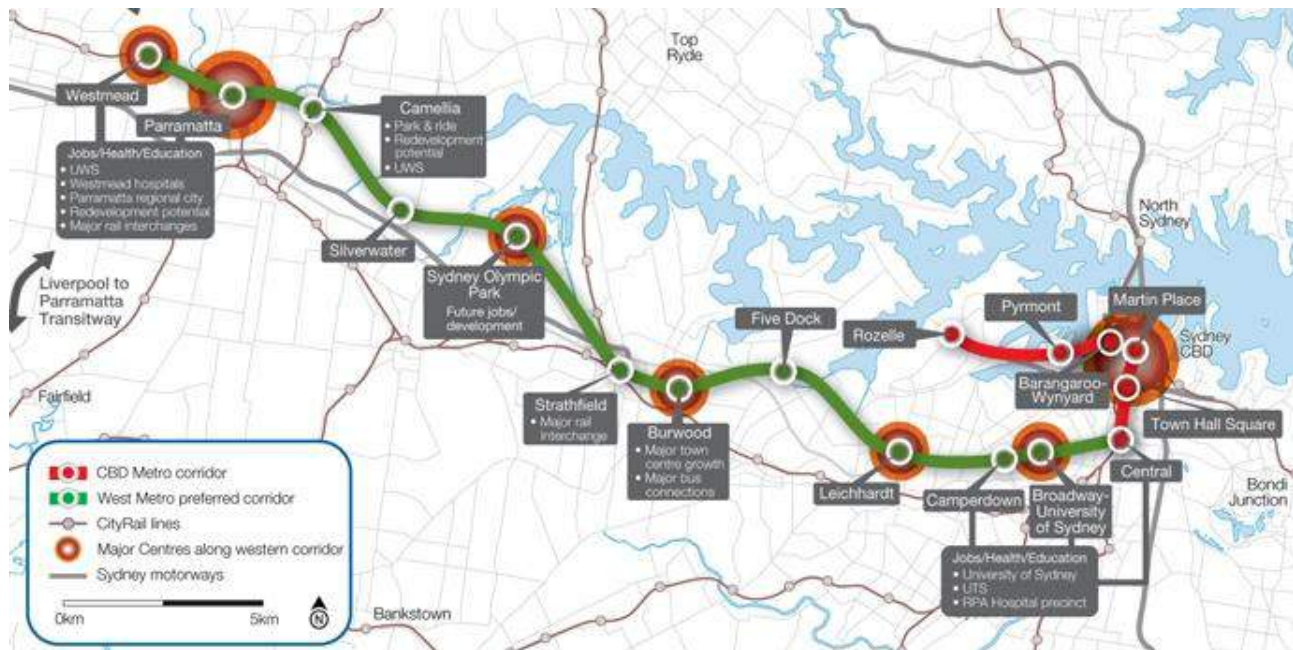 Top
Ryde
Westmead
Parramatta
Camellia
• Park & ride
• Redevelopment
potential
• UWS
Jobs/Health/Education
• UWS
• Westmead hospitals
• Parramatta regional city
• Redevelopment potential
• Major rail interchanges
Silverwater
Sydney Olympic
Park
Future jobs/
development
Liverpool to
Parramatta
Transitway
North
Sydney
Martin Place
Pyrmont
Five Dock
Rozelle
Sydney
CBD
Barangaroo-
Wynyard
Fairfield
Strathfield
• Major rail
interchange
Burwood
• Major town
centre growth
• Major bus
connections
Town Hall Square
Central
Leichhardt
Camperdown
Broadway-
University
of Sydney
Bondi
Junction
Jobs/Health/Education
• University of Sydney
• UTS
• RPA Hospital precinct
CBD Metro corridor
West Metro preferred corridor
CityRail lines
Major Centres along western corridor
Sydney motorways
0km
5km
N
Bankstown